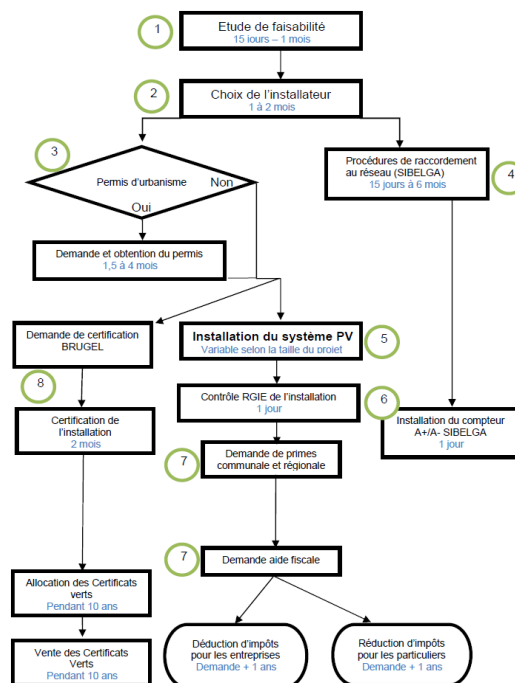 1
Etude de faisabilité
15 jours – 1 mois
2
Choix de l'installateur
1 à 2 mois
3
Permis d'urbanisme
Non
Oui
Procédures de raccordement
au réseau (SIBELGA)
15 jours à 6 mois
4
Demande et obtention du permis
1,5 à 4 mois
Demande de certification
BRUGEL
Installation du système PV
Variable selon la taille du projet
5
8
Contrôle RGIE de l'installation
1 jour
6
Certification de
l'installation
2 mois
Installation du compteur
A+/A- SIBELGA
1 jour
7
Demande de primes
communale et régionale
7
Demande aide fiscale
Allocation des Certificats
verts
Pendant 10 ans
Vente des Certificats
Verts
Pendant 10 ans
Déduction d'impôts
pour les entreprises
Demande + 1 ans
Réduction d'impôts
pour les particuliers
Demande + 1 ans